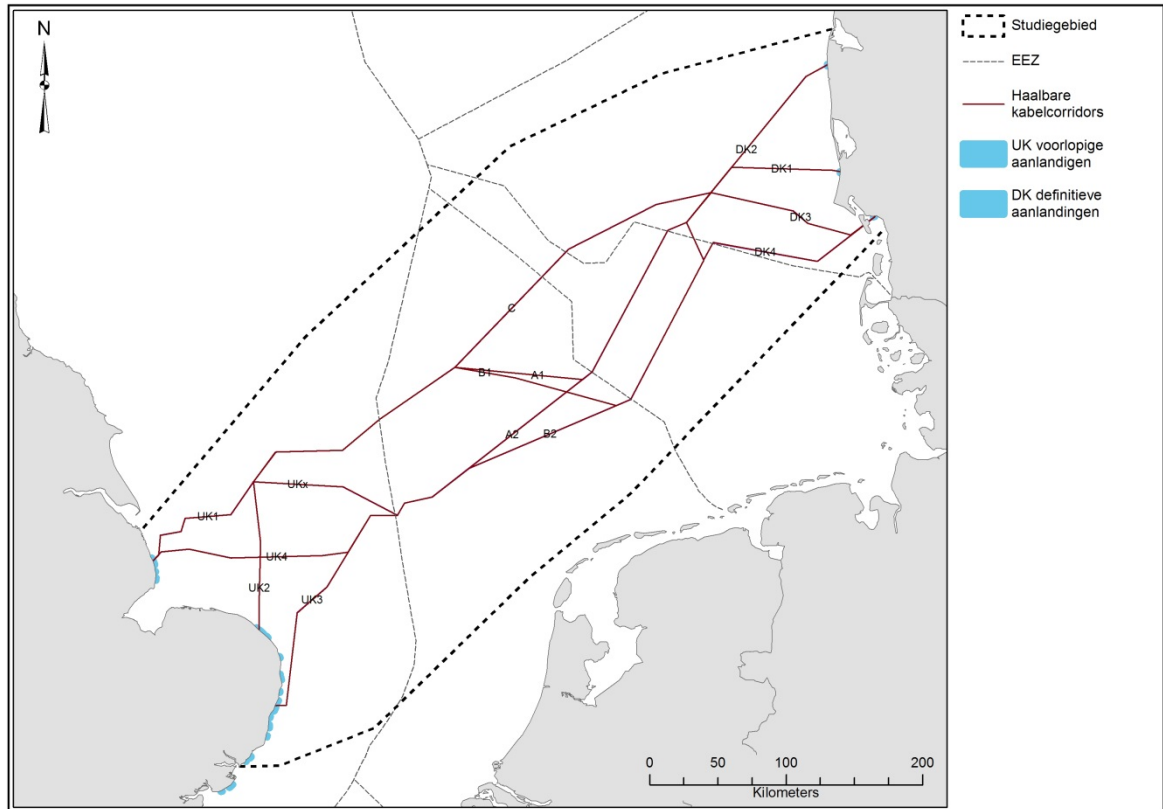 N
Studiegebied
EEZ
Haalbare
kabelcorridors
UK voorlopige
aanlandigen
DK definitieve
aanlandingen
DK2
DK1
DK3
DK4
C
B1
A1
A2
B2
UKx
UK1
UK4
UK2
UK3
0 50 100 200
Kilometers